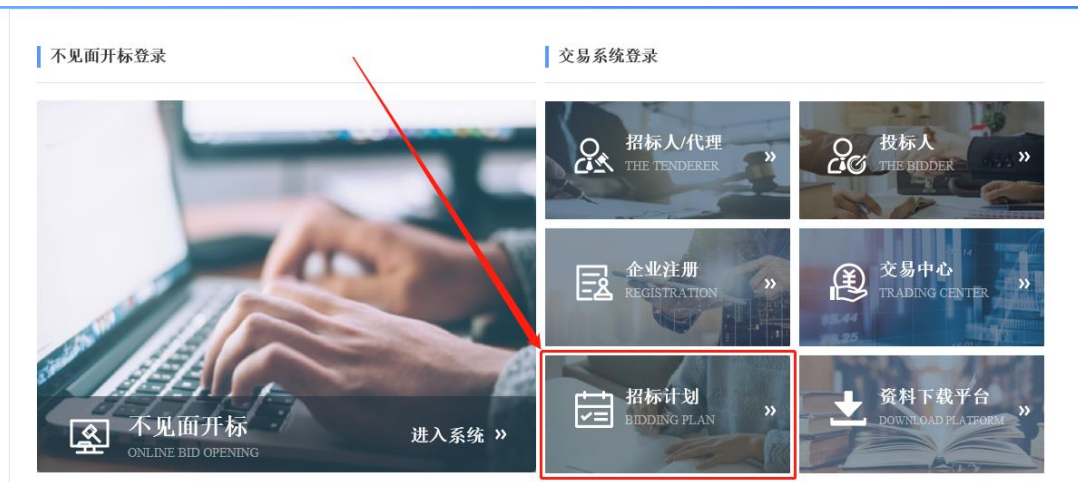 不见面开标登录
交易系统登录
招标人/代理
THE TENDERER
投标人
THE BIDDER
企业注册
REGISTRATION
交易中心
TRADING CENTER
招标计划
BIDDING PLAN
资料下载平台
DOWNLOAD PLATFORM
不见面开标
ONLINE BID OPENING
进入系统 »